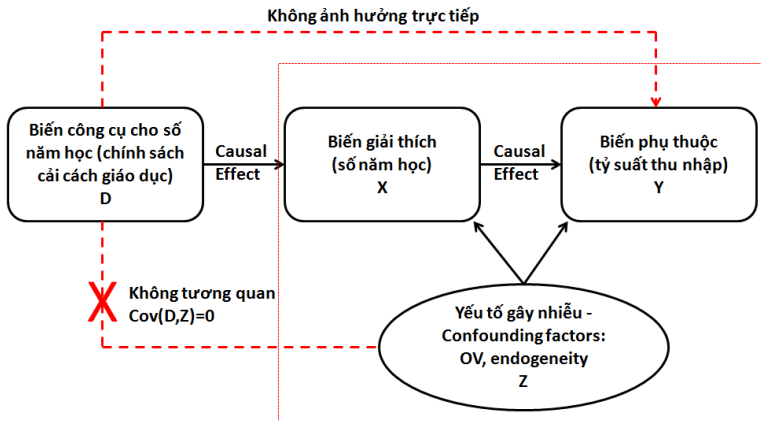 Không ảnh hưởng trực tiếp
Biến công cụ cho số
năm học (chính sách
cải cách giáo dục)
D
Causal
Effect
Biến giải thích
(số năm học)
X
Causal
Effect
Biến phụ thuộc
(tỷ suất thu nhập)
Y
X
Không tương quan
Cov(D,Z)=0
Yếu tố gây nhiễu -
Confounding factors:
OV, endogeneity
Z